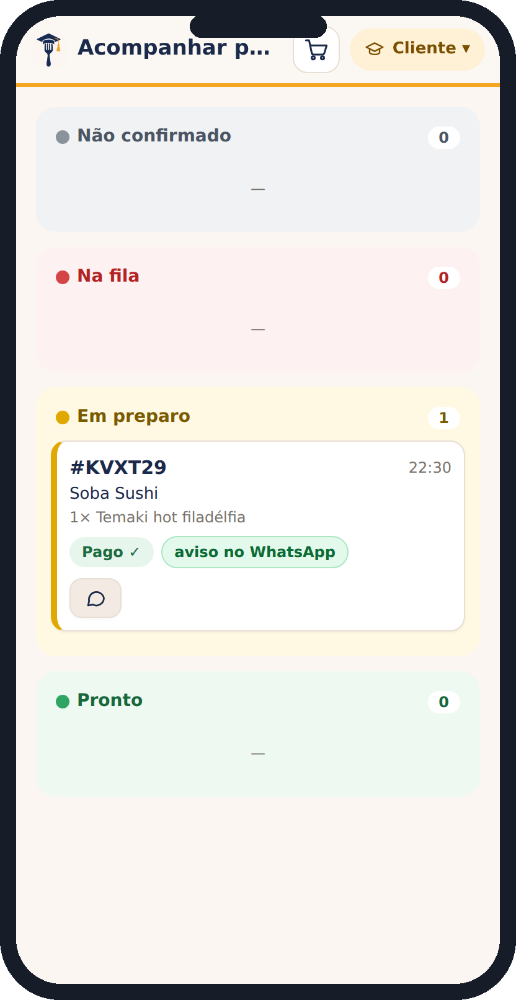 Acompanhar p…
Cliente ▾
Não confirmado 0
—
Na fila 0
—
Em preparo 1
#KVXT29 22:30
Soba Sushi
1× Temaki hot filadélfia
Pago ✓ aviso no WhatsApp
Pronto 0
—